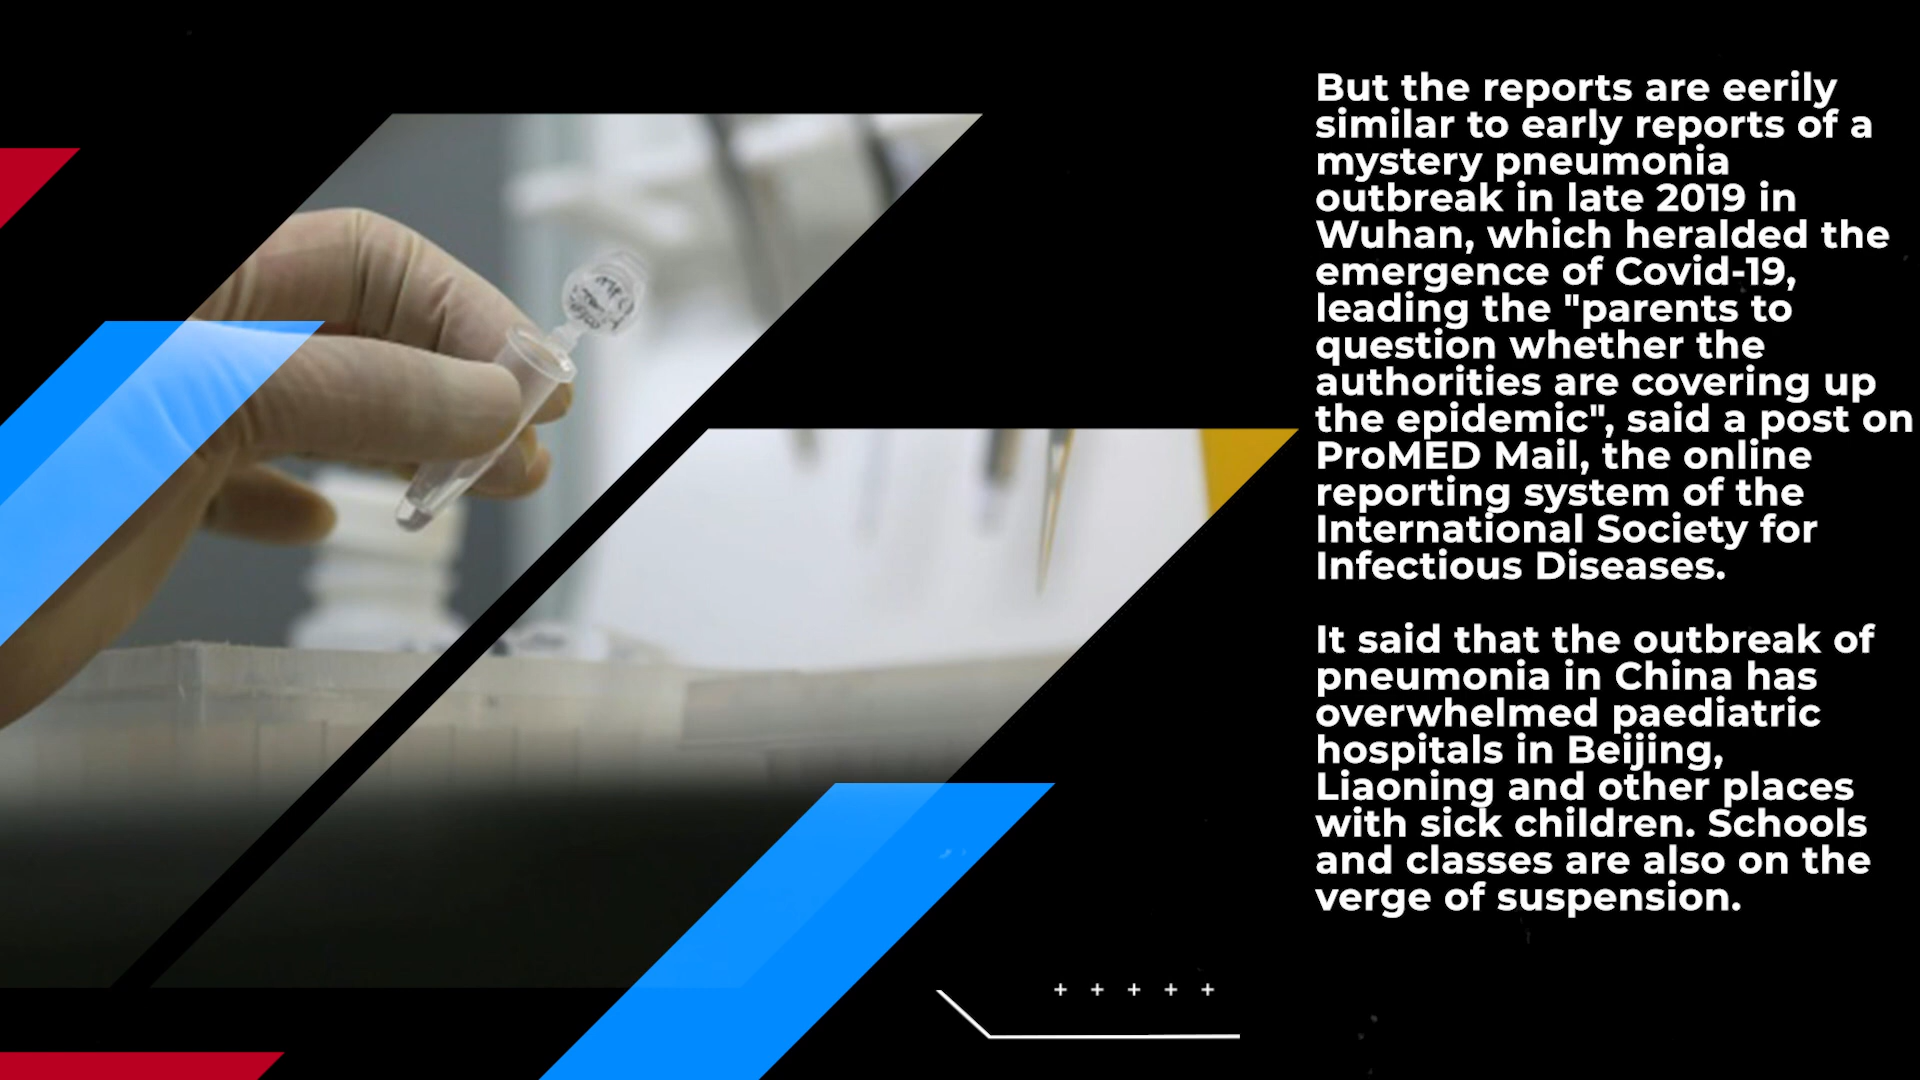 But the reports are eerily
similar to early reports of a
mystery pneumonia
outbreak in late 2019 in
Wuhan, which heralded the
emergence of Covid-19,
leading the "parents to
question whether the
authorities are covering up
the epidemic", said a post on
ProMED Mail, the online
reporting system of the
International Society for
Infectious Diseases.
It said that the outbreak of
pneumonia in China has
overwhelmed paediatric
hospitals in Beijing,
Liaoning and other places
with sick children. Schools
and classes are also on the
verge of suspension.